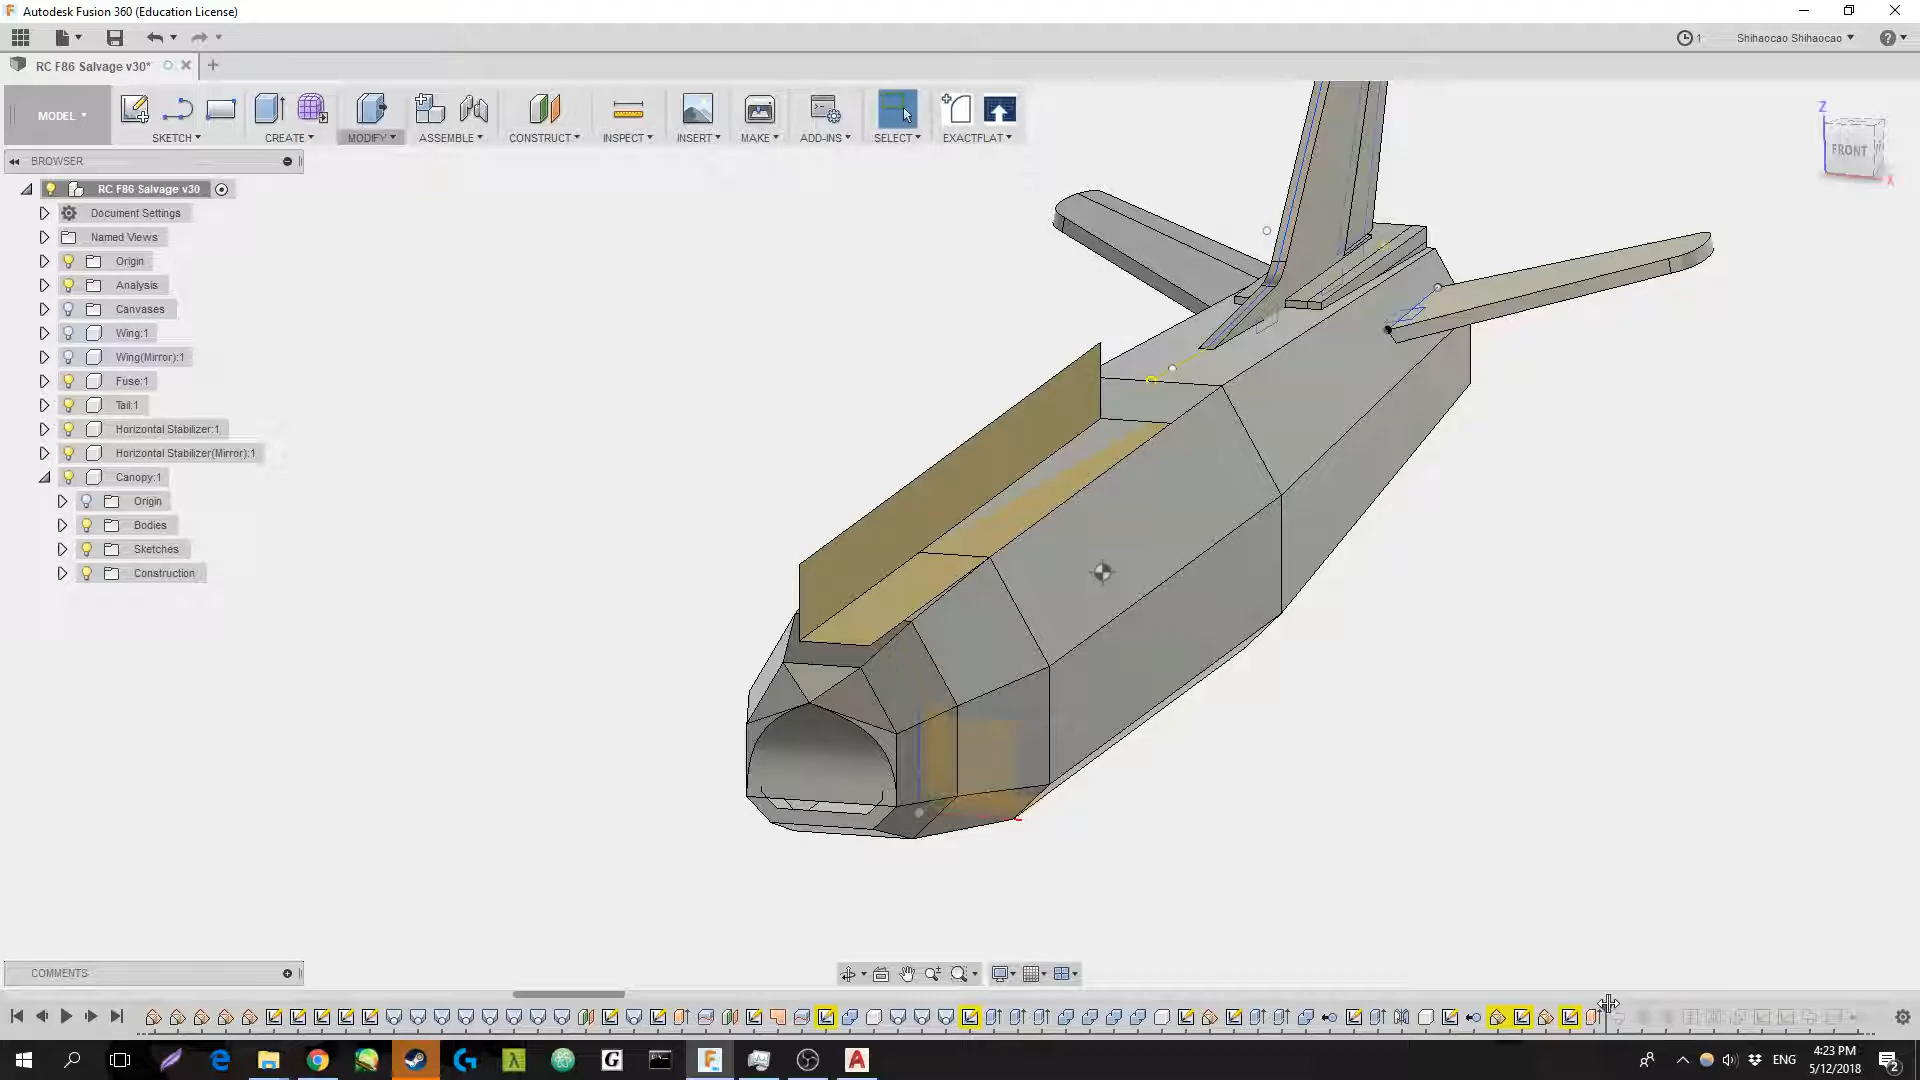 Autodesk Fusion 360 (Education License)
1
Shihaocao Shihaocao
RC F86 Salvage v30*
MODEL
SKETCH
CREATE
MODIFY
ASSEMBLE
CONSTRUCT
INSPECT
INSERT
MAKE
ADD-INS
SELECT
EXACTFLAT
Z
FRONT
X
BROWSER
RC F86 Salvage v30
Document Settings
Named Views
Origin
Analysis
Canvases
Wing:1
Wing(Mirror):1
Fuse:1
Tail:1
Horizontal Stabilizer:1
Horizontal Stabilizer(Mirror):1
Canopy:1
Origin
Bodies
Sketches
Construction
COMMENTS
ENG
4:23 PM
5/12/2018
2